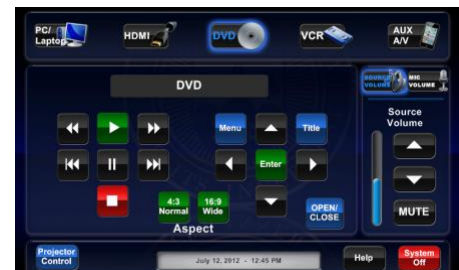 PC/
Laptop
HDMI
DVD
VCR
AUX
A/V
DVD
SOURCE
VOLUME
MIC
VOLUME
Source
Volume
Menu
Title
Enter
4:3
Normal
16:9
Wide
OPEN/
CLOSE
MUTE
Aspect
Projector
Control
July 12, 2012 - 12:45 PM
Help
System
Off